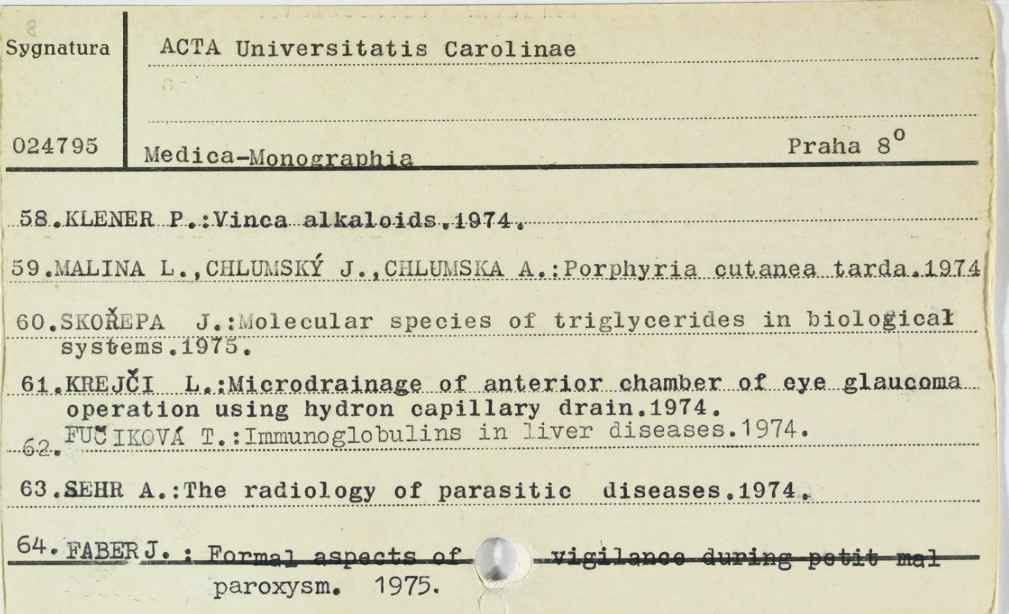 Sygnatura
ACTA Universitatis Carolinae
024795
Medica-Monographia
Praha 8°
58.KLENER P.:Vinca alkaloids.1974.
59.MALINA L.,CHLUMSKÝ J.,CHLUMSKA A.:Porphyria cutanea tarda.1974
60.SKOŘEPA J.:Molecular species of triglycerides in biological
systems.1975.
61.KREJČI L.:Microdrainage of anterior chamber of eye glaucoma
operation using hydron capillary drain.1974.
62. FUČIKOVÁ T.:Immunoglobulins in liver diseases.1974.
63.SEHR A.:The radiology of parasitic diseases.1974.
64. FABER J. : Formal aspects of vigilance during petit mal
paroxysm. 1975.